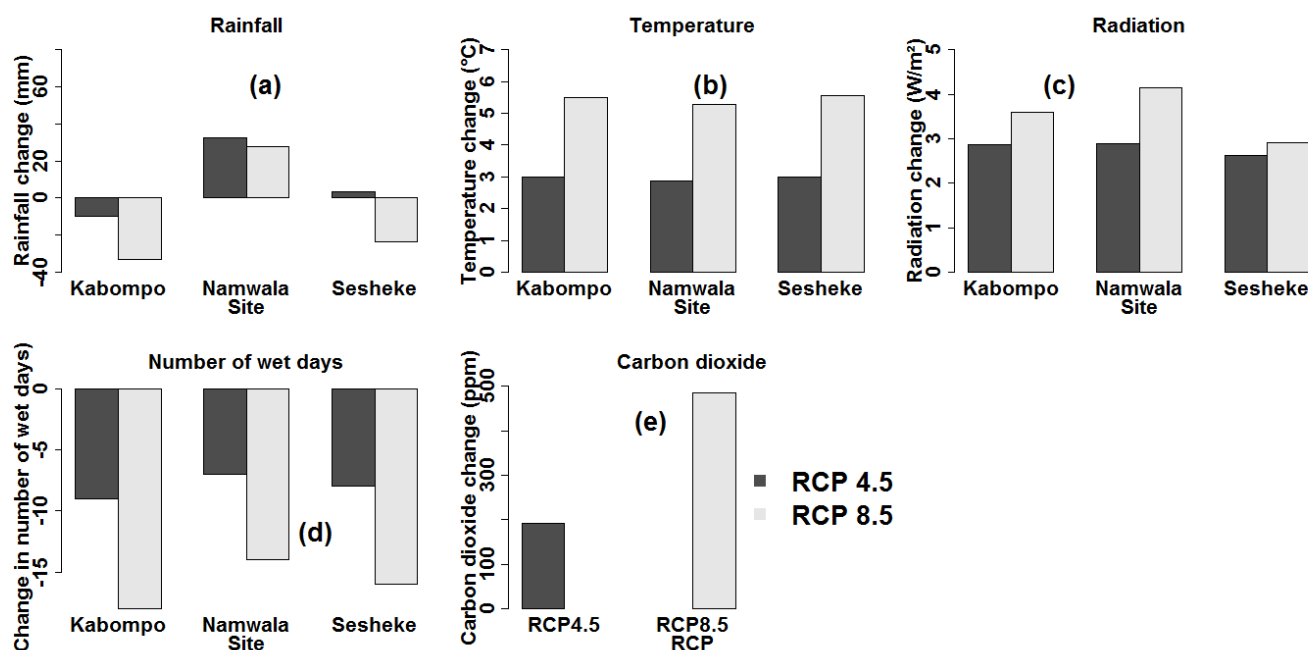 Rainfall
(a)
Rainfall change (mm)
60
20
0
-40
Kabompo Namwala Sesheke
Site
Temperature
(b)
Temperature change (°C)
7
6
5
4
3
2
1
0
Kabompo Namwala Sesheke
Site
Radiation
(c)
Radiation change (W/m²)
5
4
3
2
1
0
Kabompo Namwala Sesheke
Site
Number of wet days
(d)
Change in number of wet days)
0
-5
-10
-15
Kabompo Namwala Sesheke
Site
Carbon dioxide
(e)
Carbon dioxide change (ppm)
500
300
100
0
RCP4.5 RCP8.5
RCP
RCP 4.5
RCP 8.5